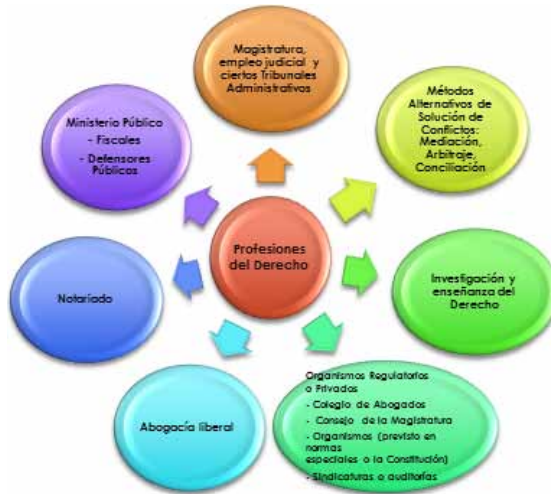 Magistratura,
empleo judicial y
ciertos Tribunales
Administrativos
Métodos
Alternativos de
Solución de
Conflictos:
Mediación,
Arbitraje,
Conciliación
Ministerio Público
- Fiscales
- Defensores
Públicos
Profesiones
del Derecho
Investigación y
enseñanza del
Derecho
Notariado
Organismos Regulatorios
o Privados
- Colegio de Abogados
- Consejo de la Magistratura
- Organismos (previsto en
normas
especiales o la Constitución)
- Sindicaturas o auditorías
Abogacía liberal